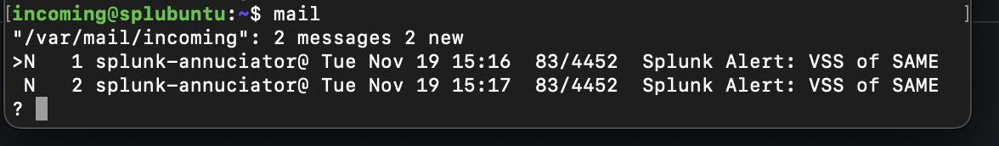 [incoming@splubuntu:~$ mail ]
"/var/mail/incoming": 2 messages 2 new
>N   1 splunk-annuciator@ Tue Nov 19 15:16  83/4452  Splunk Alert: VSS of SAME
 N   2 splunk-annuciator@ Tue Nov 19 15:17  83/4452  Splunk Alert: VSS of SAME
?